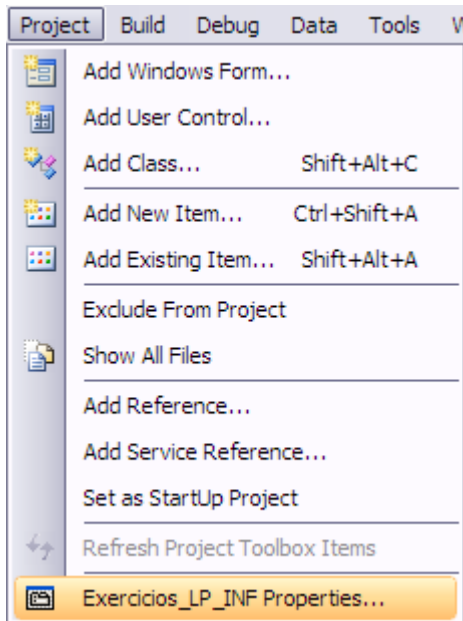 Project Build Debug Data Tools
Add Windows Form...
Add User Control...
Add Class... Shift+Alt+C
Add New Item... Ctrl+Shift+A
Add Existing Item... Shift+Alt+A
Exclude From Project
Show All Files
Add Reference...
Add Service Reference...
Set as StartUp Project
Refresh Project Toolbox Items
Exercicios_LP_INF Properties...